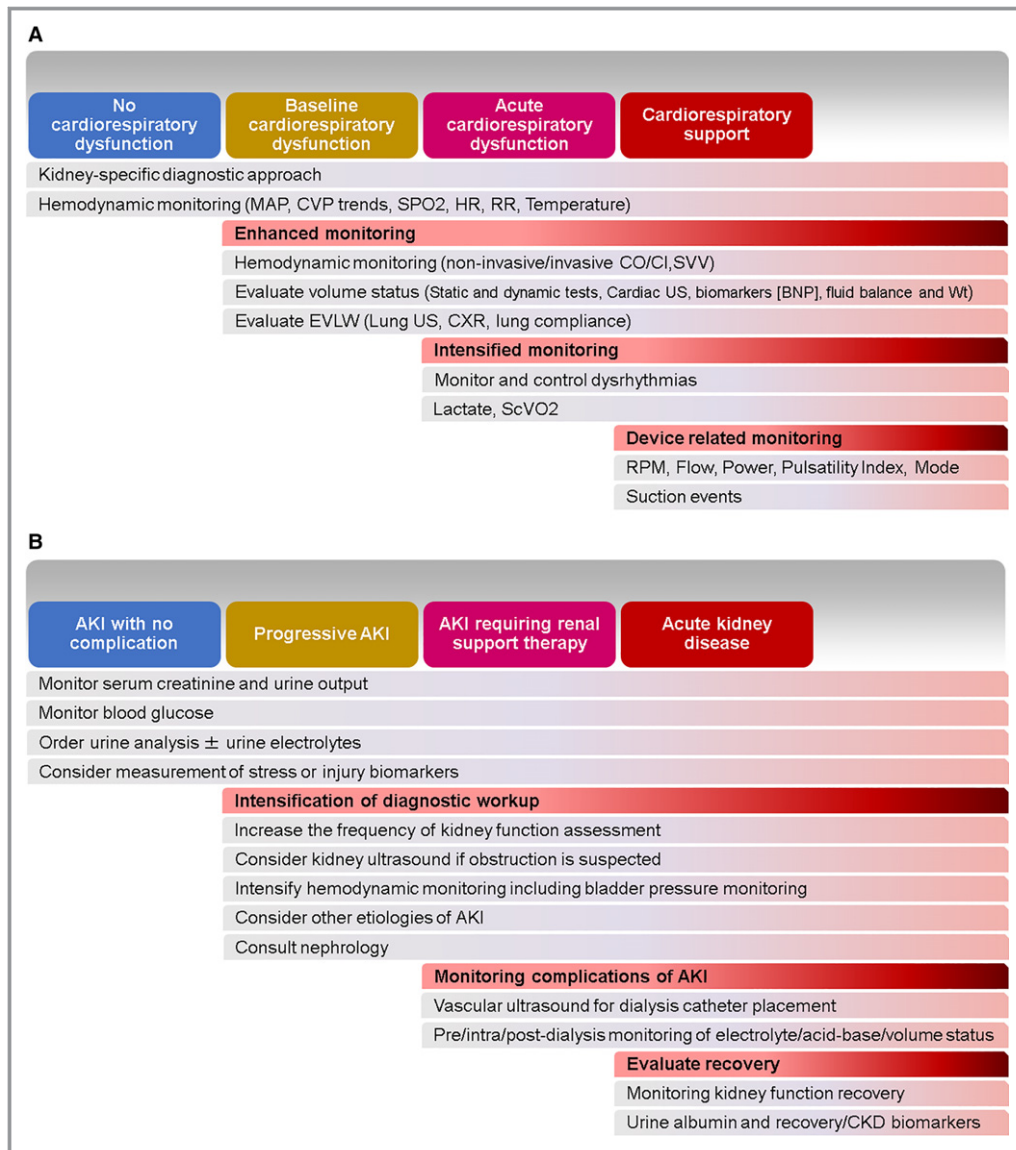 A
No
cardiorespiratory
dysfunction
Baseline
cardiorespiratory
dysfunction
Acute
cardiorespiratory
dysfunction
Cardiorespiratory
support
Kidney-specific diagnostic approach
Hemodynamic monitoring (MAP, CVP trends, SPO2, HR, RR, Temperature)
Enhanced monitoring
Hemodynamic monitoring (non-invasive/invasive CO/CI,SVV)
Evaluate volume status (Static and dynamic tests, Cardiac US, biomarkers [BNP], fluid balance and Wt)
Evaluate EVLW (Lung US, CXR, lung compliance)
Intensified monitoring
Monitor and control dysrhythmias
Lactate, ScVO2
Device related monitoring
RPM, Flow, Power, Pulsatility Index, Mode
Suction events
B
AKI with no
complication
Progressive AKI
AKI requiring renal
support therapy
Acute kidney
disease
Monitor serum creatinine and urine output
Monitor blood glucose
Order urine analysis ± urine electrolytes
Consider measurement of stress or injury biomarkers
Intensification of diagnostic workup
Increase the frequency of kidney function assessment
Consider kidney ultrasound if obstruction is suspected
Intensify hemodynamic monitoring including bladder pressure monitoring
Consider other etiologies of AKI
Consult nephrology
Monitoring complications of AKI
Vascular ultrasound for dialysis catheter placement
Pre/intra/post-dialysis monitoring of electrolyte/acid-base/volume status
Evaluate recovery
Monitoring kidney function recovery
Urine albumin and recovery/CKD biomarkers